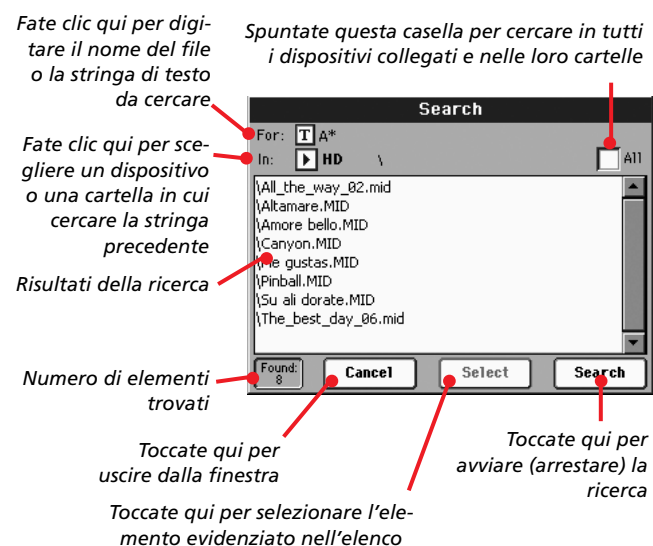 Fate clic qui per digi-
tare il nome del file
o la stringa di testo
da cercare
Spuntate questa casella per cercare in tutti
i dispositivi collegati e nelle loro cartelle
Fate clic qui per sce-
gliere un dispositivo
o una cartella in cui
cercare la stringa
precedente
Risultati della ricerca
Numero di elementi
trovati
Search
For: T A*
In: HD \
All
\All_the_way_02.mid
\Altamare.MID
\Amore bello.MID
\Canyon.MID
\Me gustas.MID
\Pinball.MID
\Su ali dorate.MID
\The_best_day_06.mid
Found:
8
Cancel
Select
Search
Toccate qui per
uscire dalla finestra
Toccate qui per selezionare l'ele-
mento evidenziato nell'elenco
Toccate qui per
avviare (arrestare) la
ricerca